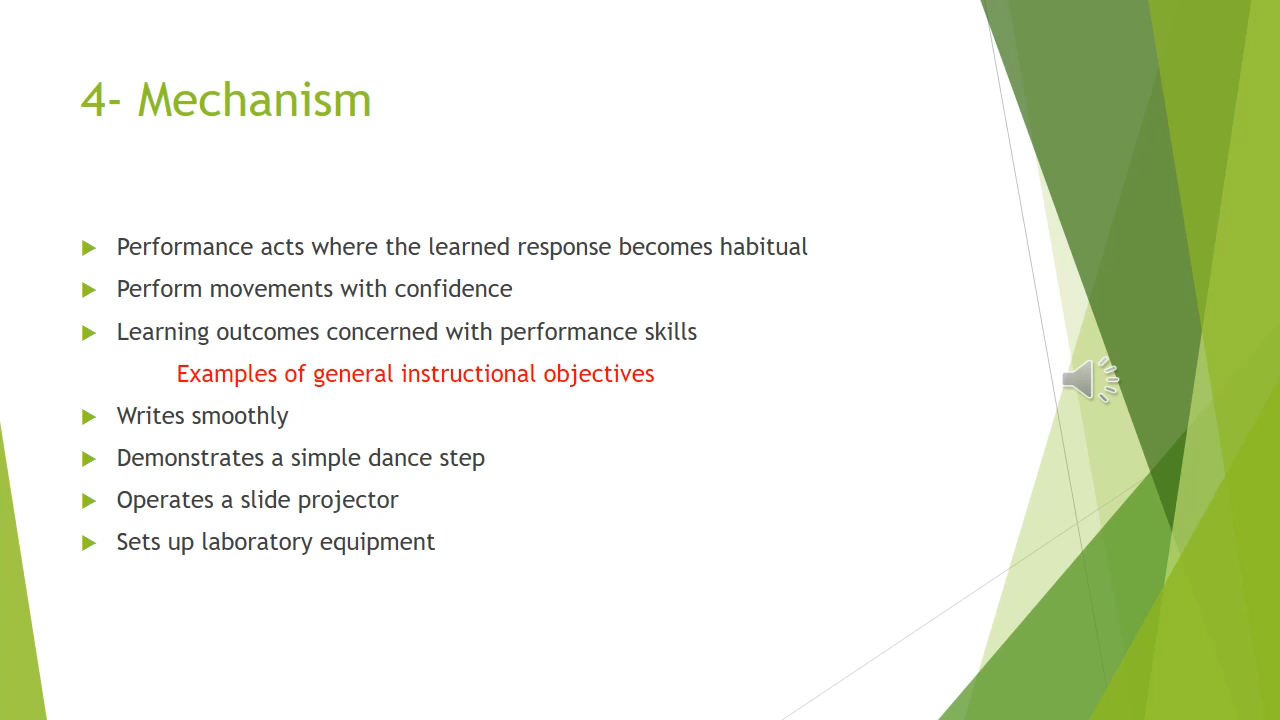 4- Mechanism
Performance acts where the learned response becomes habitual
Perform movements with confidence
Learning outcomes concerned with performance skills
Examples of general instructional objectives
Writes smoothly
Demonstrates a simple dance step
Operates a slide projector
Sets up laboratory equipment